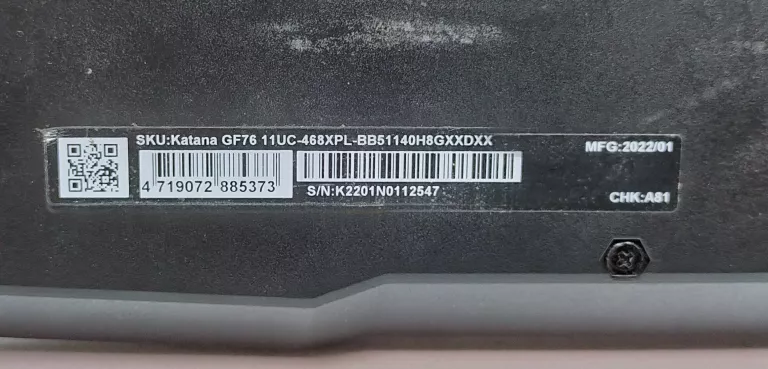 SKU:Katana GF76 11UC-468XPL-BB51140H8GXXDXX
MFG:2022/01
4 719072 885373
S/N:K2201N0112547
CHK:A81